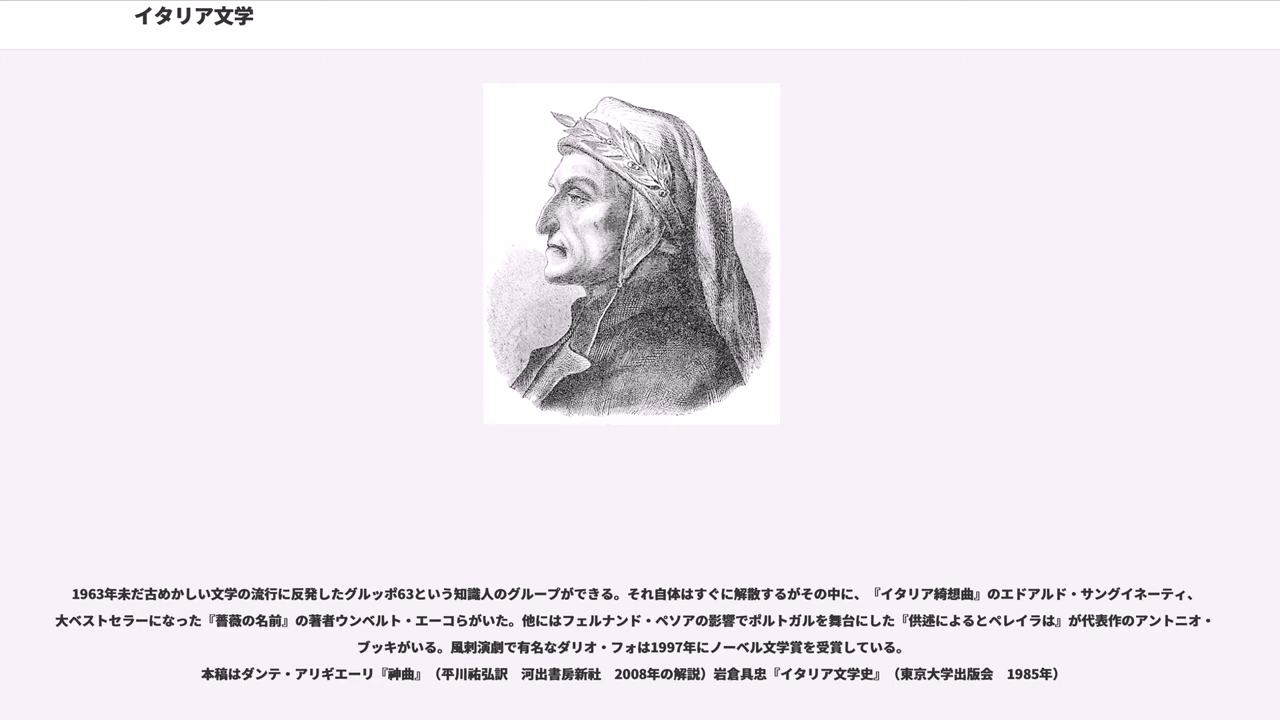 イタリア文学
1963年未だ古めかしい文学の流行に反発したグルッポ63という知識人のグループができる。それ自体はすぐに解散するがその中に、『イタリア綺想曲』のエドアルド・サングイネーティ、
大ベストセラーになった『薔薇の名前』の著者ウンベルト・エーコらがいた。他にはフェルナンド・ペソアの影響でポルトガルを舞台にした『供述によるとペレイラは』が代表作のアントニオ・
ブッキがいる。風刺演劇で有名なダリオ・フォは1997年にノーベル文学賞を受賞している。
本稿はダンテ・アリギエーリ『神曲』（平川祐弘訳　河出書房新社　2008年の解説）岩倉具忠『イタリア文学史』（東京大学出版会　1985年）